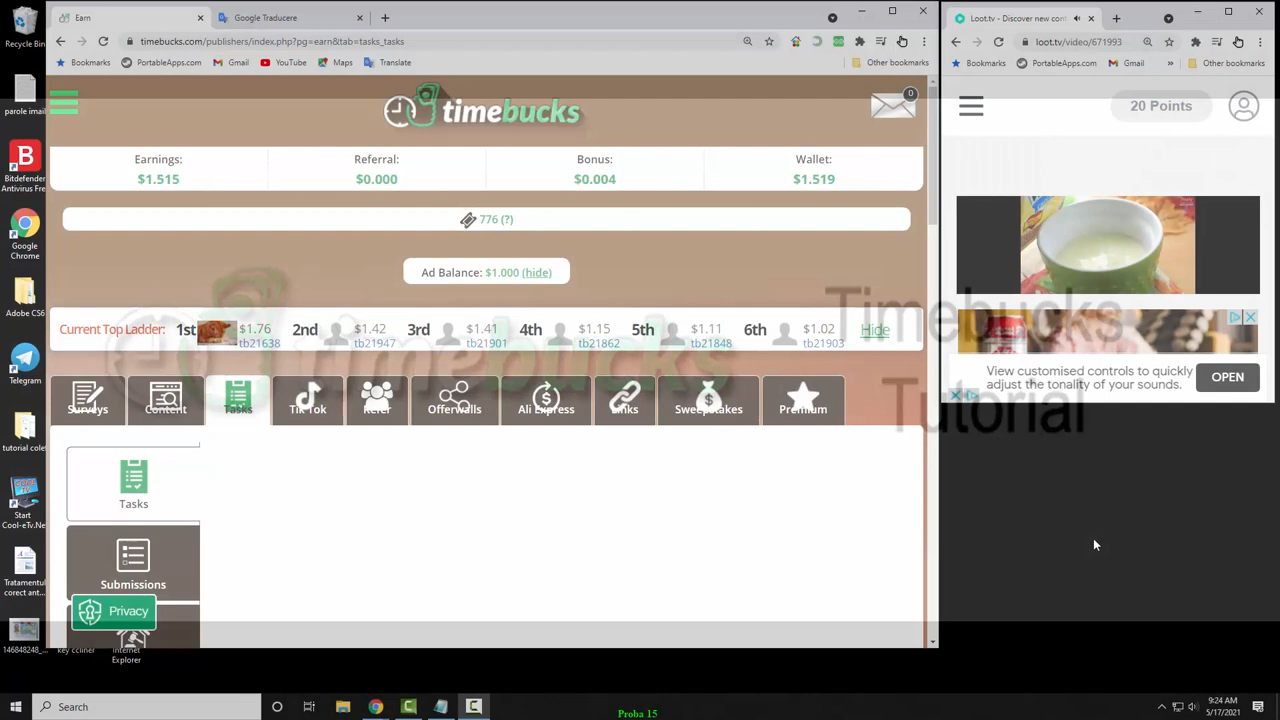 Earn
Google Traducere
timebucks.com/publishers/index.php?pg=earn&tab=tasks_tasks
Bookmarks
PortableApps.com
Gmail
YouTube
Maps
Translate
Other bookmarks
timebucks
0
Earnings:
$1.515
Referral:
$0.000
Bonus:
$0.004
Wallet:
$1.519
776 (?)
Ad Balance: $1.000 (hide)
Current Top Ladder:
1st
$1.76
tb21638
2nd
$1.42
tb21947
3rd
$1.41
tb21901
4th
$1.15
tb21862
5th
$1.11
tb21848
6th
$1.02
tb21903
Hide
timebucks
Surveys
Content
Tasks
Tik Tok
Refer
Offerwalls
Ali Express
Links
Sweepstakes
Premium
Tasks
Submissions
Privacy
Loot.tv - Discover new cont
loot.tv/video/671993
Bookmarks
PortableApps.com
Gmail
Other bookmarks
20 Points
View customised controls to quickly
adjust the tonality of your sounds.
OPEN
Timebucks
Tutorial
Recycle Bin
parole imail
Bitdefender
Antivirus Fre
Google
Chrome
Adobe CS6
Telegram
tutorial colet
Start
Cool-eTv.Net
Tratamentul
corect ant...
146848248_...
key ccliner
Internet
Explorer
Search
Proba 15
9:24 AM
5/17/2021